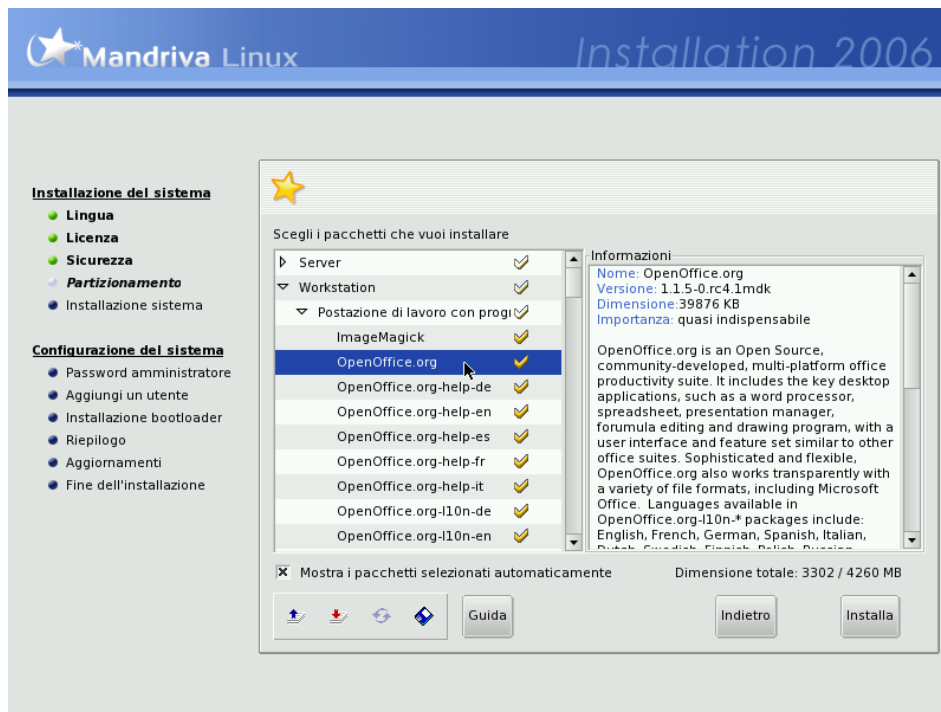 Mandriva Linux
Installation 2006
Installazione del sistema
Lingua
Licenza
Sicurezza
Partizionamento
Installazione sistema
Configurazione del sistema
Password amministratore
Aggiungi un utente
Installazione bootloader
Riepilogo
Aggiornamenti
Fine dell'installazione
Scegli i pacchetti che vuoi installare
Server
Workstation
Postazione di lavoro con progr
ImageMagick
OpenOffice.org
OpenOffice.org-help-de
OpenOffice.org-help-en
OpenOffice.org-help-es
OpenOffice.org-help-fr
OpenOffice.org-help-it
OpenOffice.org-l10n-de
OpenOffice.org-l10n-en
Informazioni
Nome: OpenOffice.org
Versione: 1.1.5-0.rc4.1mdk
Dimensione:39876 KB
Importanza: quasi indispensabile
OpenOffice.org is an Open Source,
community-developed, multi-platform office
productivity suite. It includes the key desktop
applications, such as a word processor,
spreadsheet, presentation manager,
forumula editing and drawing program, with a
user interface and feature set similar to other
office suites. Sophisticated and flexible,
OpenOffice.org also works transparently with
a variety of file formats, including Microsoft
Office. Languages available in
OpenOffice.org-l10n-* packages include:
English, French, German, Spanish, Italian,
Dutch, Swedish, Finnish, Polish, Russian,
Mostra i pacchetti selezionati automaticamente
Dimensione totale: 3302 / 4260 MB
Guida
Indietro
Installa